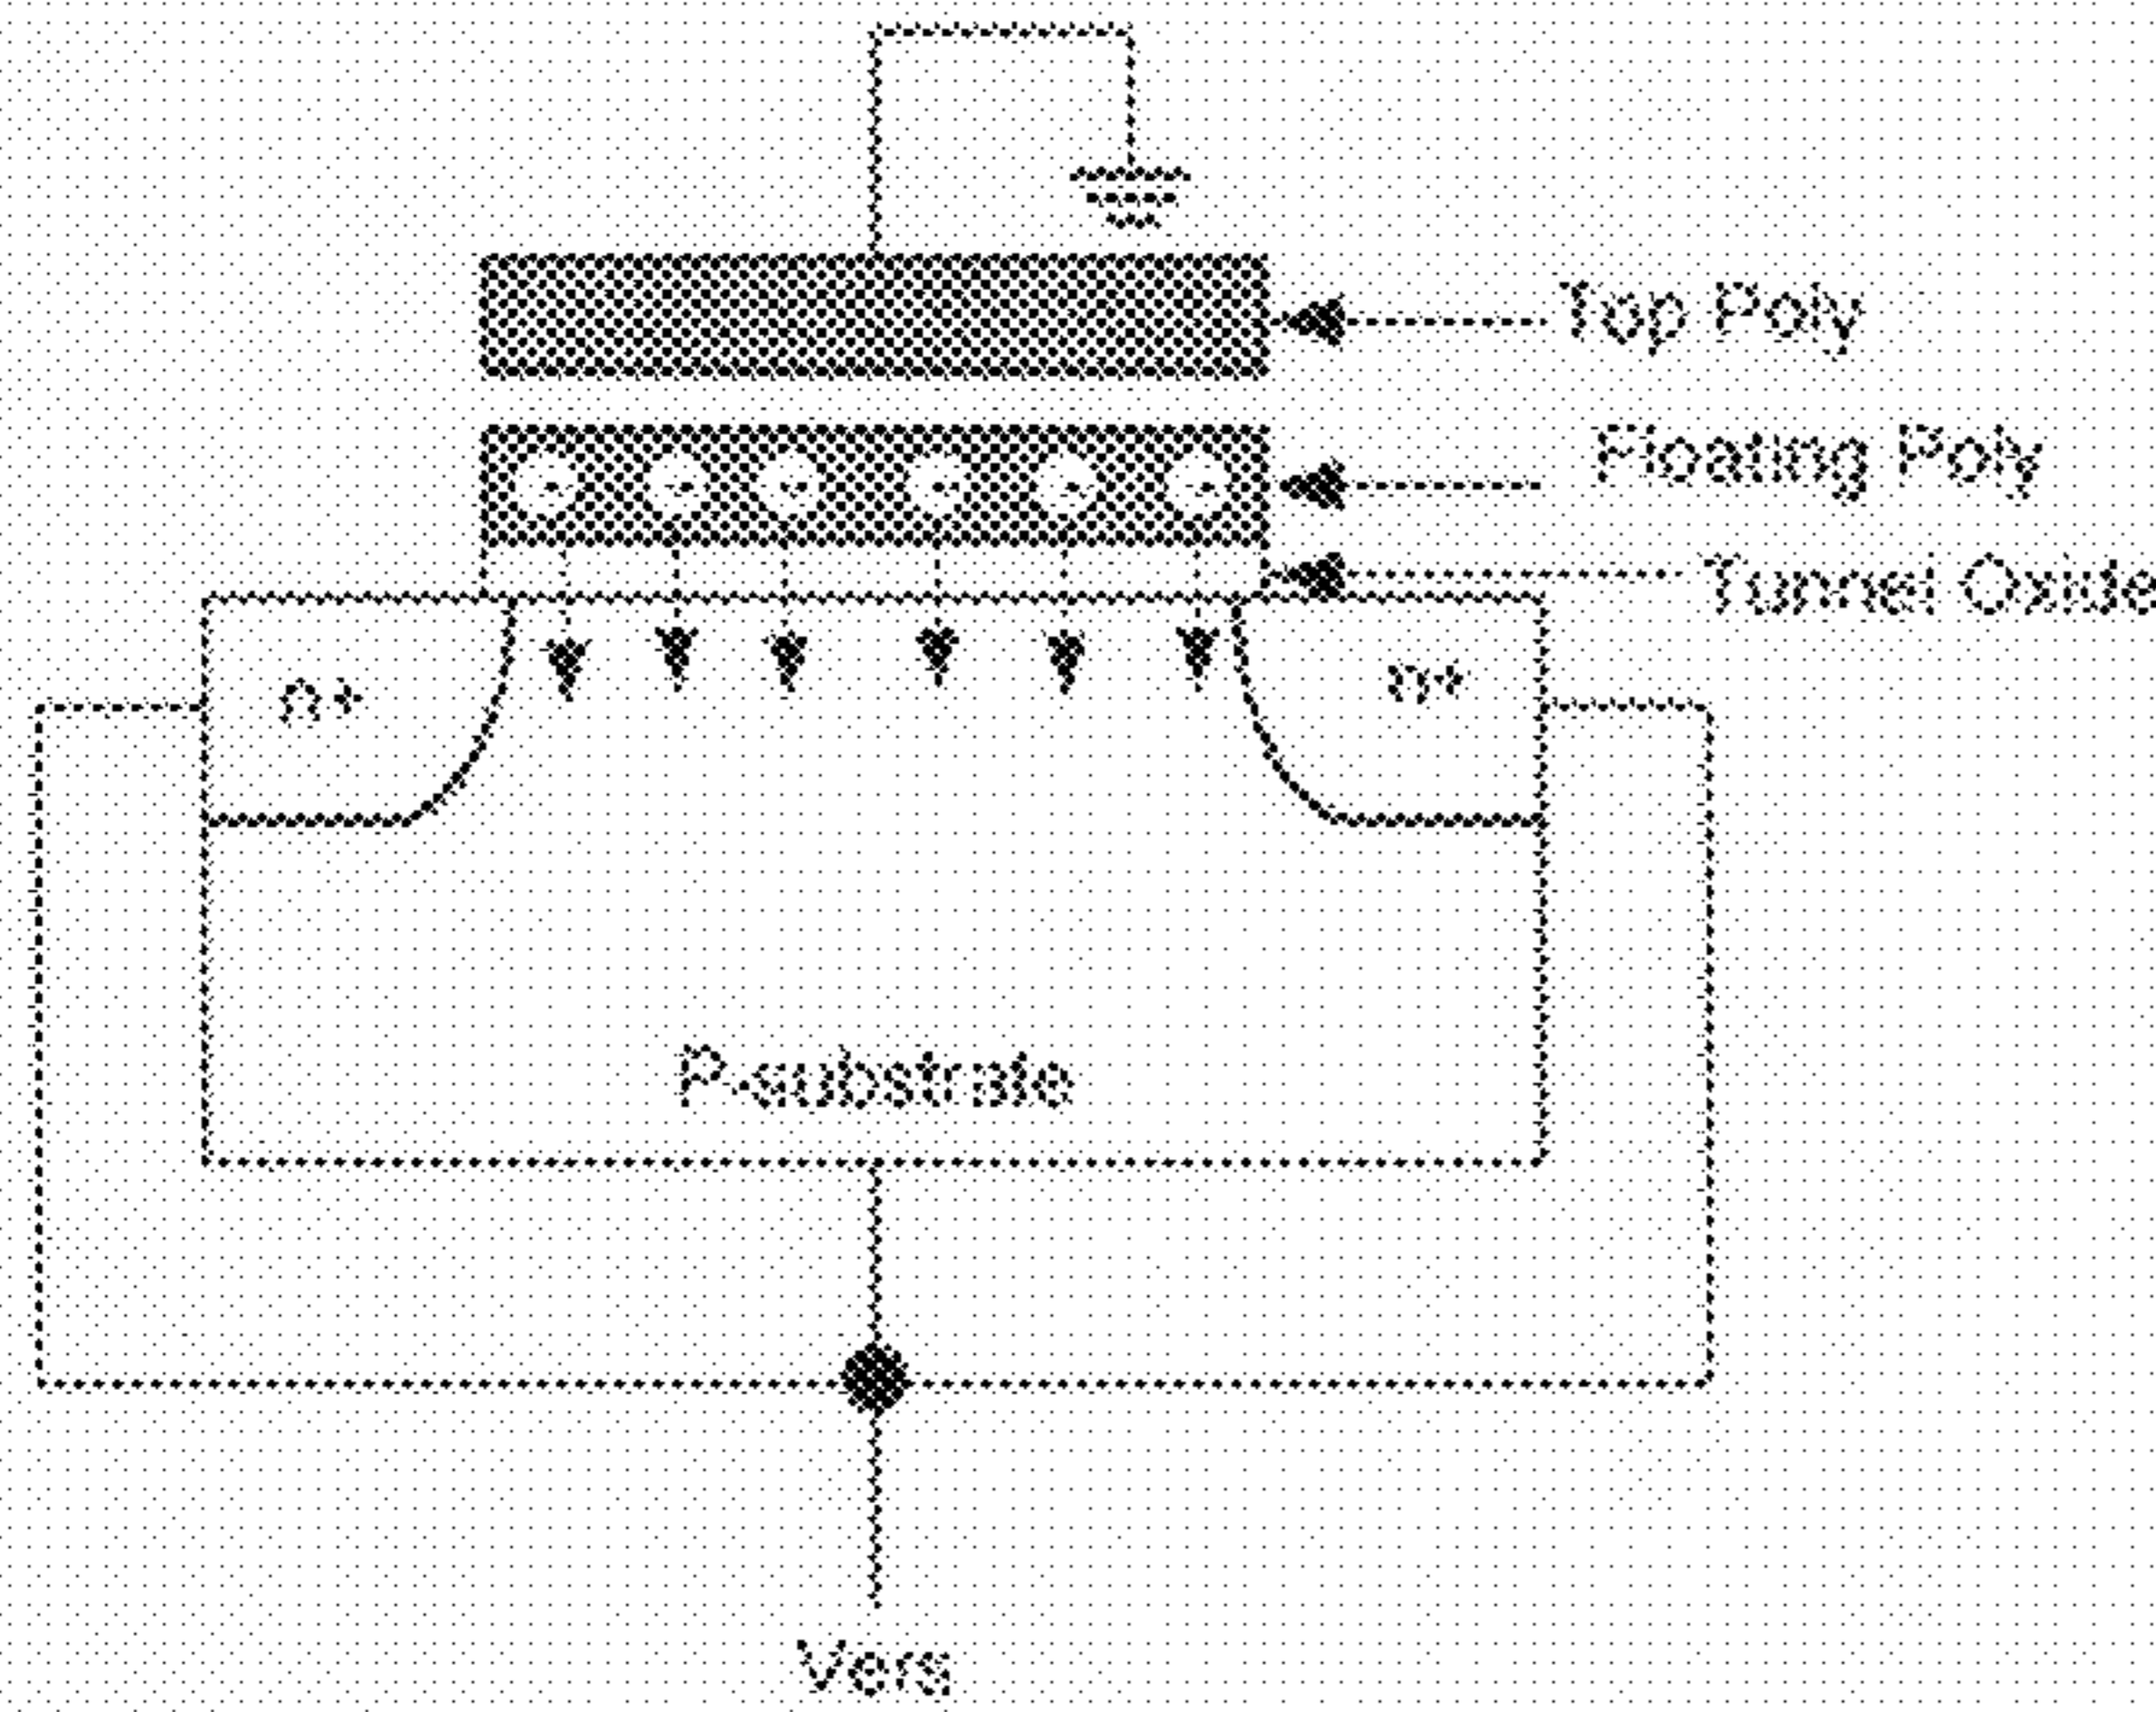 Top Poly
Floating Poly
Tunnel Oxide
n+
n+
P-substrate
Vers